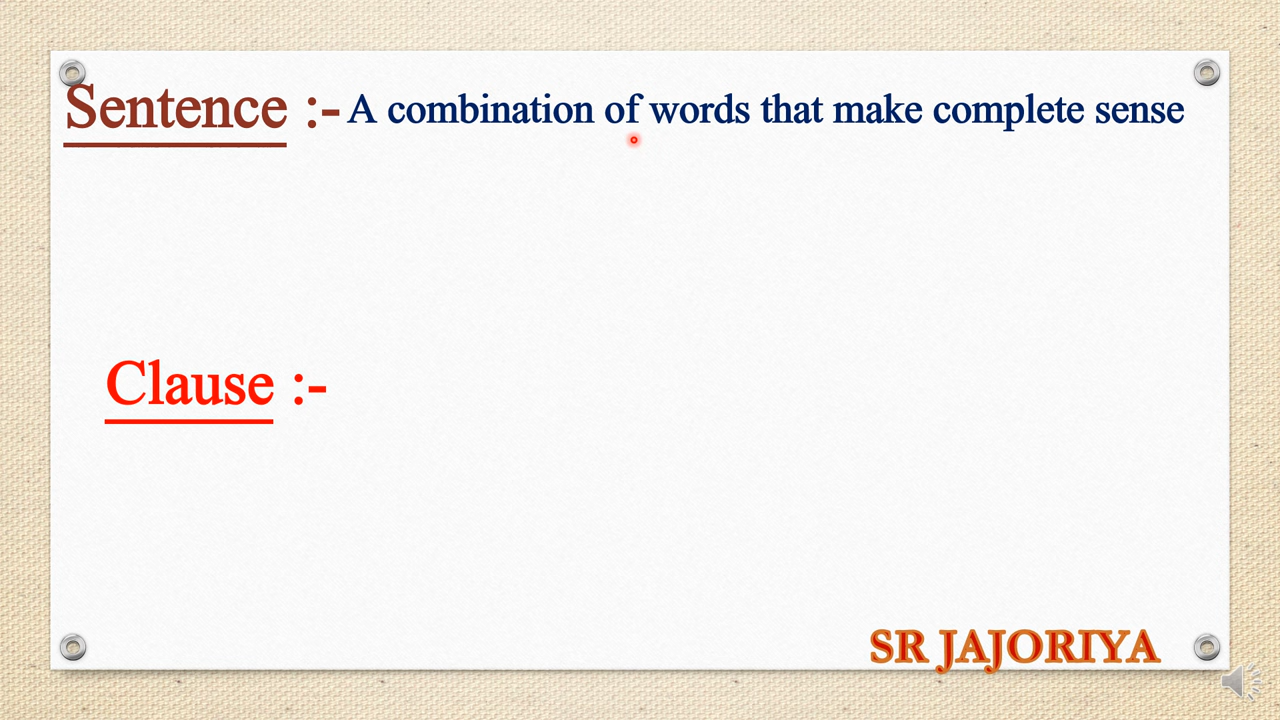 Sentence :- A combination of words that make complete sense
Clause :-
SR JAJORIYA